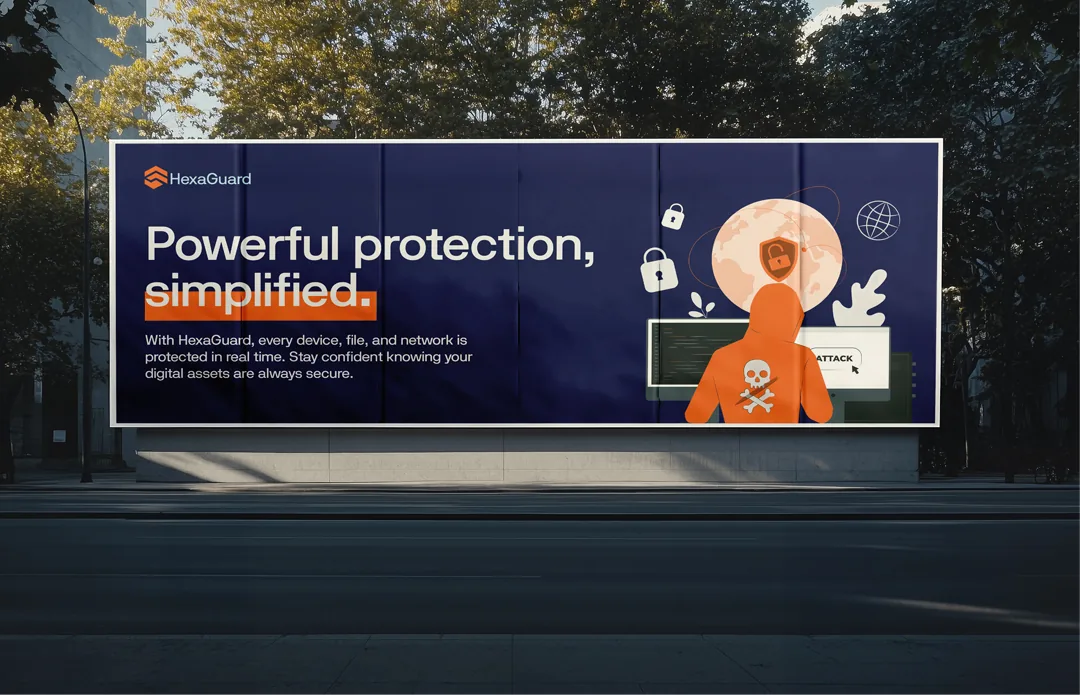 HexaGuard
Powerful protection,
simplified.
With HexaGuard, every device, file, and network is
protected in real time. Stay confident knowing your
digital assets are always secure.
ATTACK